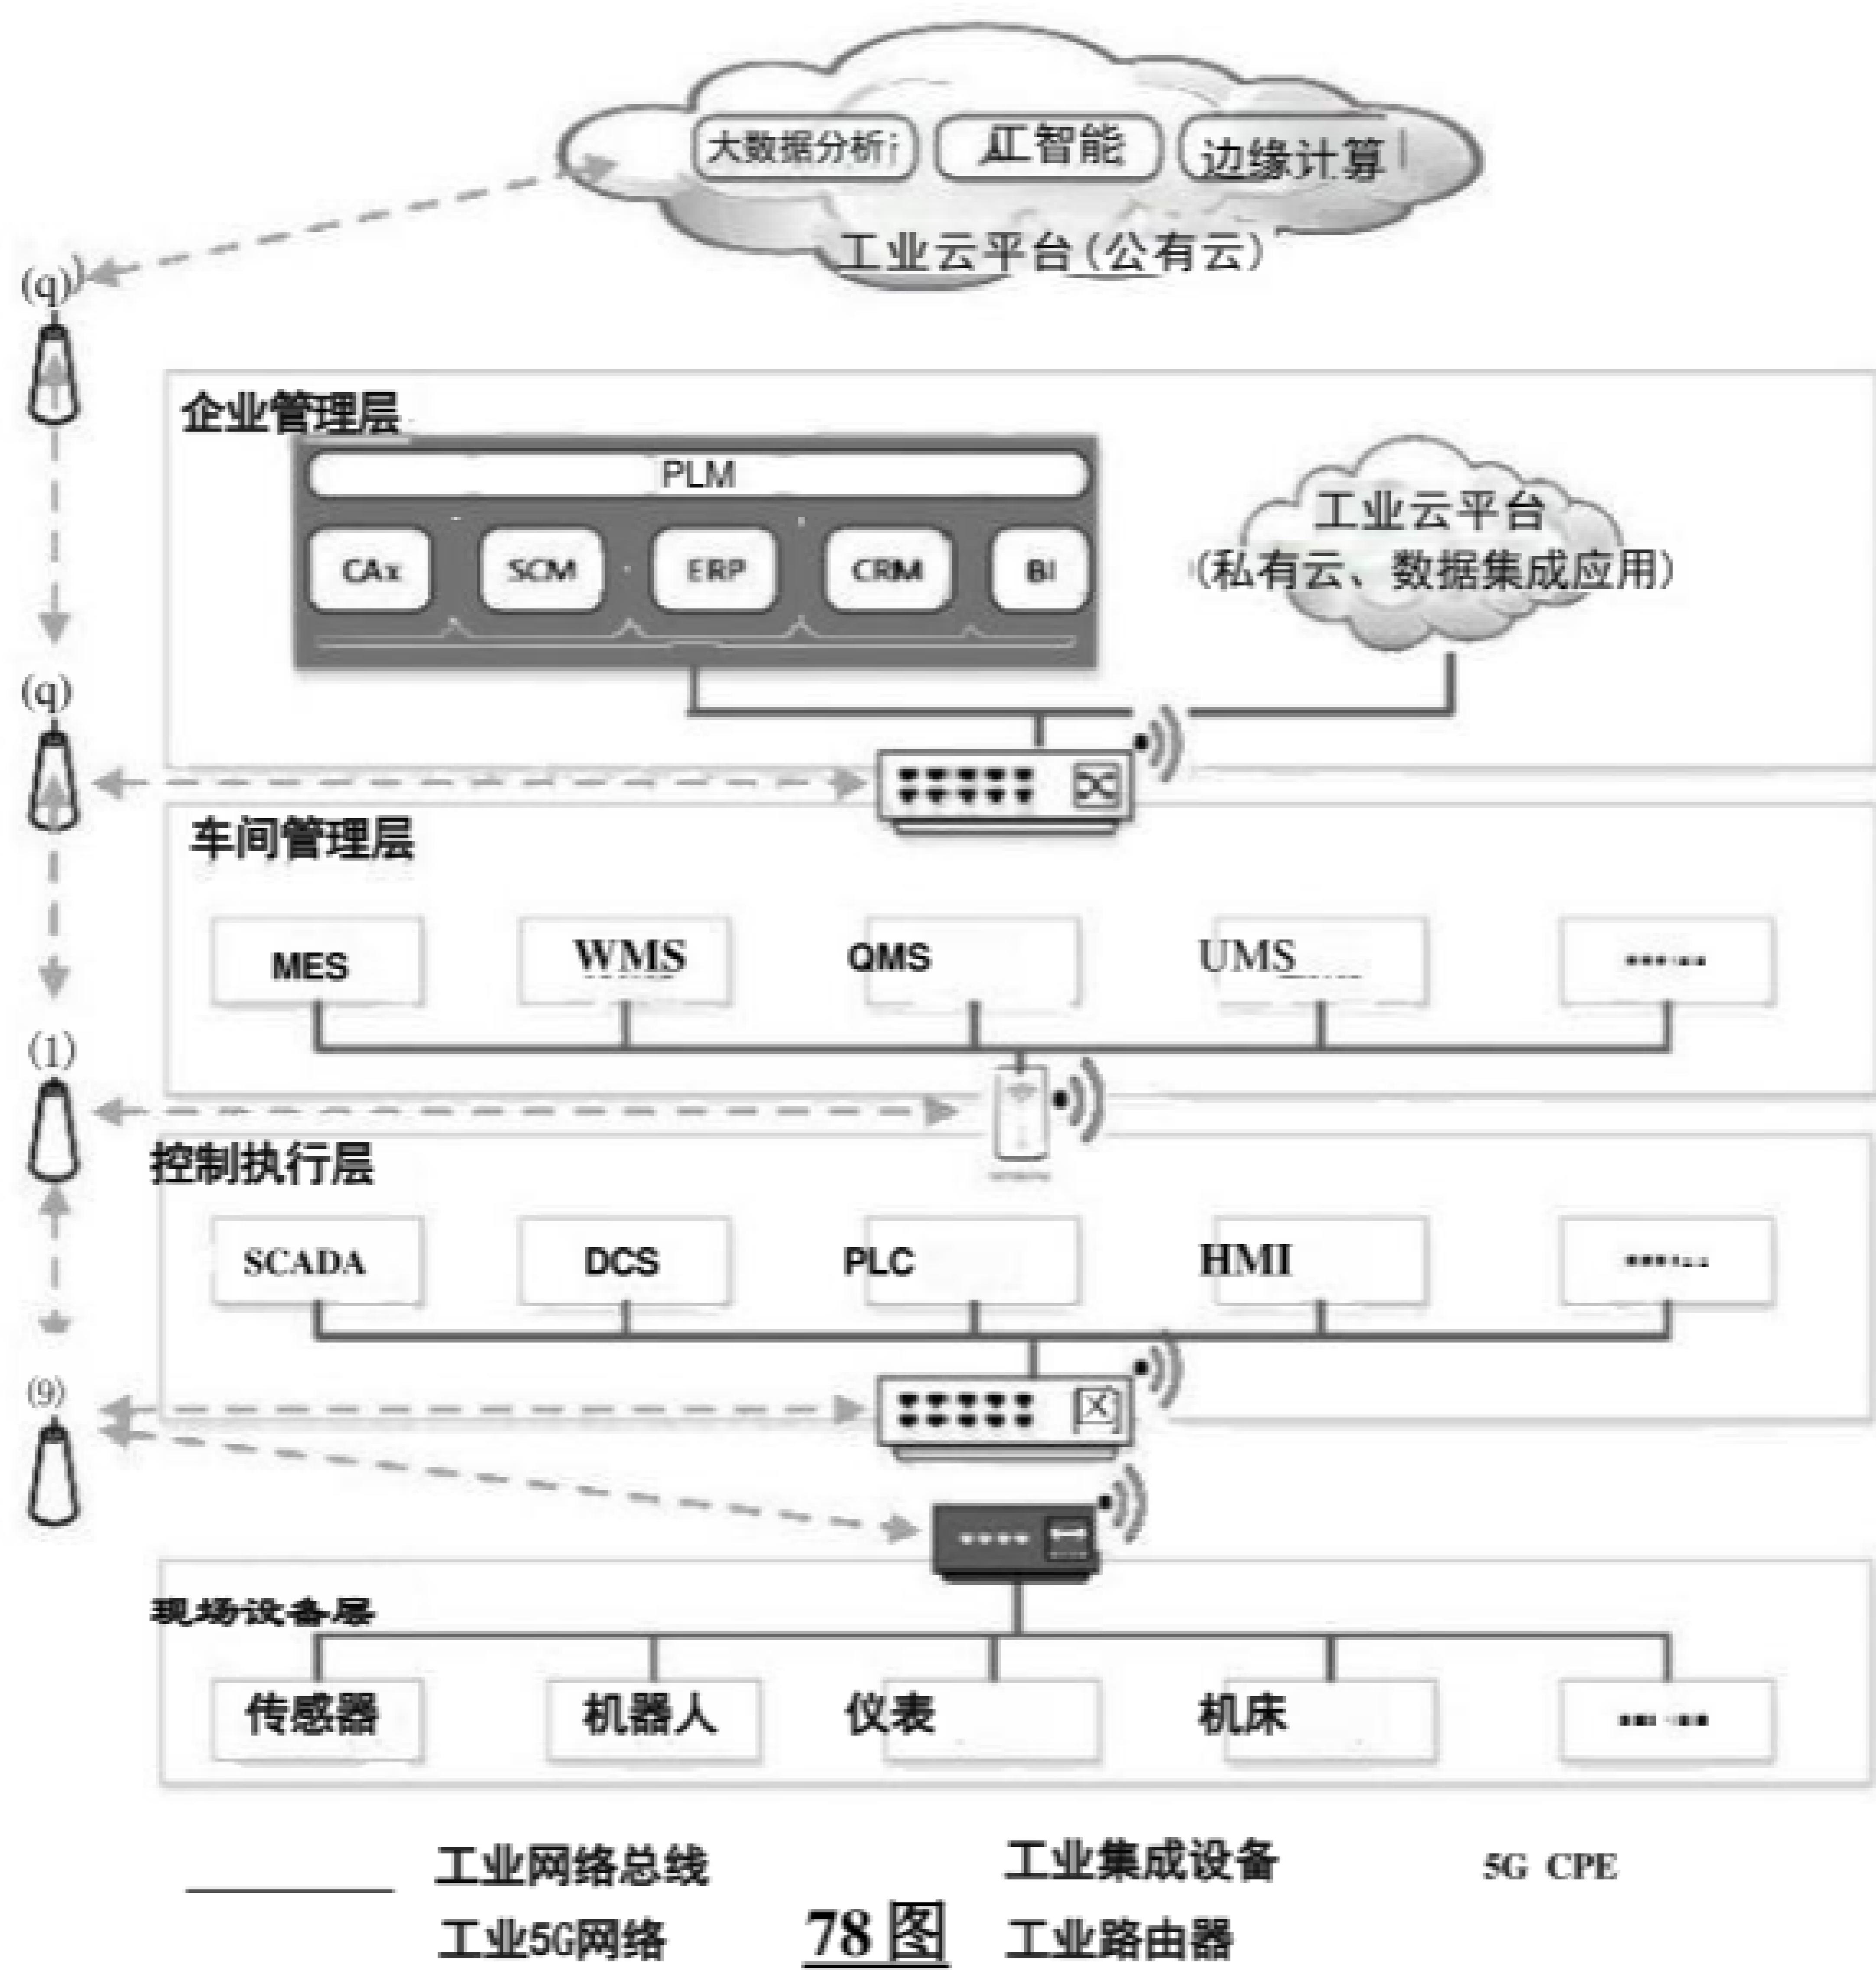 大数据分析
人工智能
边缘计算
工业云平台(公有云)
(q))
企业管理层
PLM
CAx
SCM
ERP
CRM
BI
工业云平台
(私有云、数据集成应用)
(q)
车间管理层
MES
WMS
QMS
UMS
......
(1)
控制执行层
SCADA
DCS
PLC
HMI
......
(9)
现场设备层
传感器
机器人
仪表
机床
......
工业网络总线
工业集成设备
5G CPE
工业5G网络
78图
工业路由器